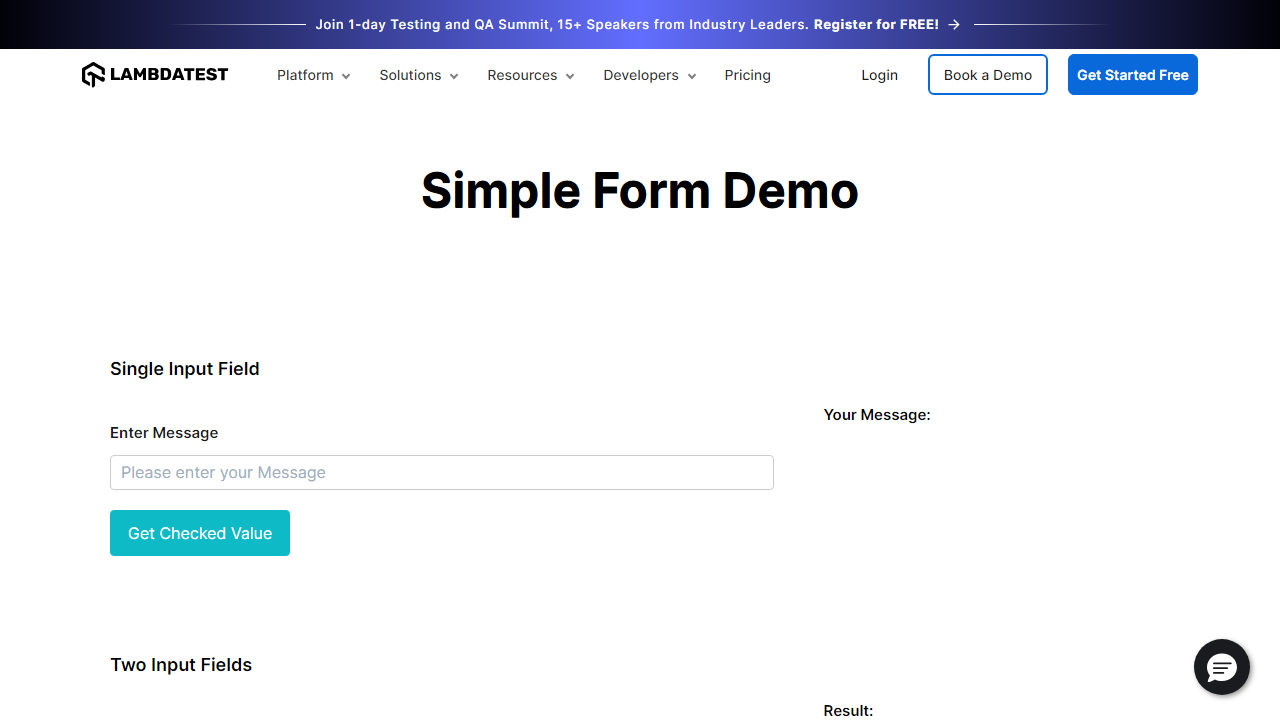 Join 1-day Testing and QA Summit, 15+ Speakers from Industry Leaders. Register for FREE!
LAMBDATEST Platform Solutions Resources Developers Pricing Login Book a Demo Get Started Free
Simple Form Demo
Single Input Field
Your Message:
Enter Message
Please enter your Message
Get Checked Value
Two Input Fields
Result: